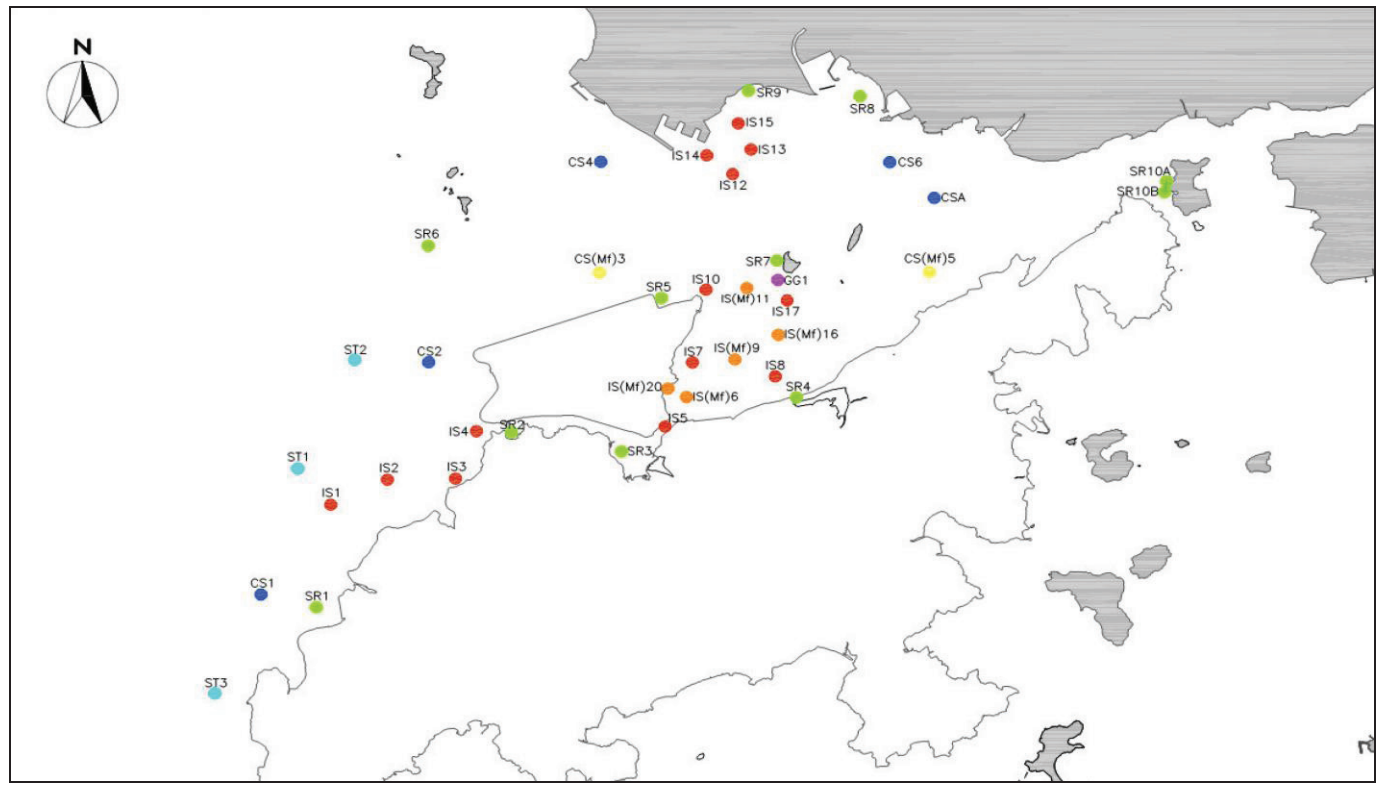 N
SR9
SR8
IS15
IS14
IS13
CS4
CS6
IS12
SR10A
SR10B
CSA
SR6
CS(Mf)3
SR7
CS(Mf)5
IS10
GG1
SR5
IS(Mf)11
IS17
IS(Mf)16
ST2
CS2
IS(Mf)9
IS7
IS8
IS(Mf)20
SR4
IS(Mf)6
IS5
SR2
IS4
SR3
ST1
IS2
IS3
IS1
CS1
SR1
ST3